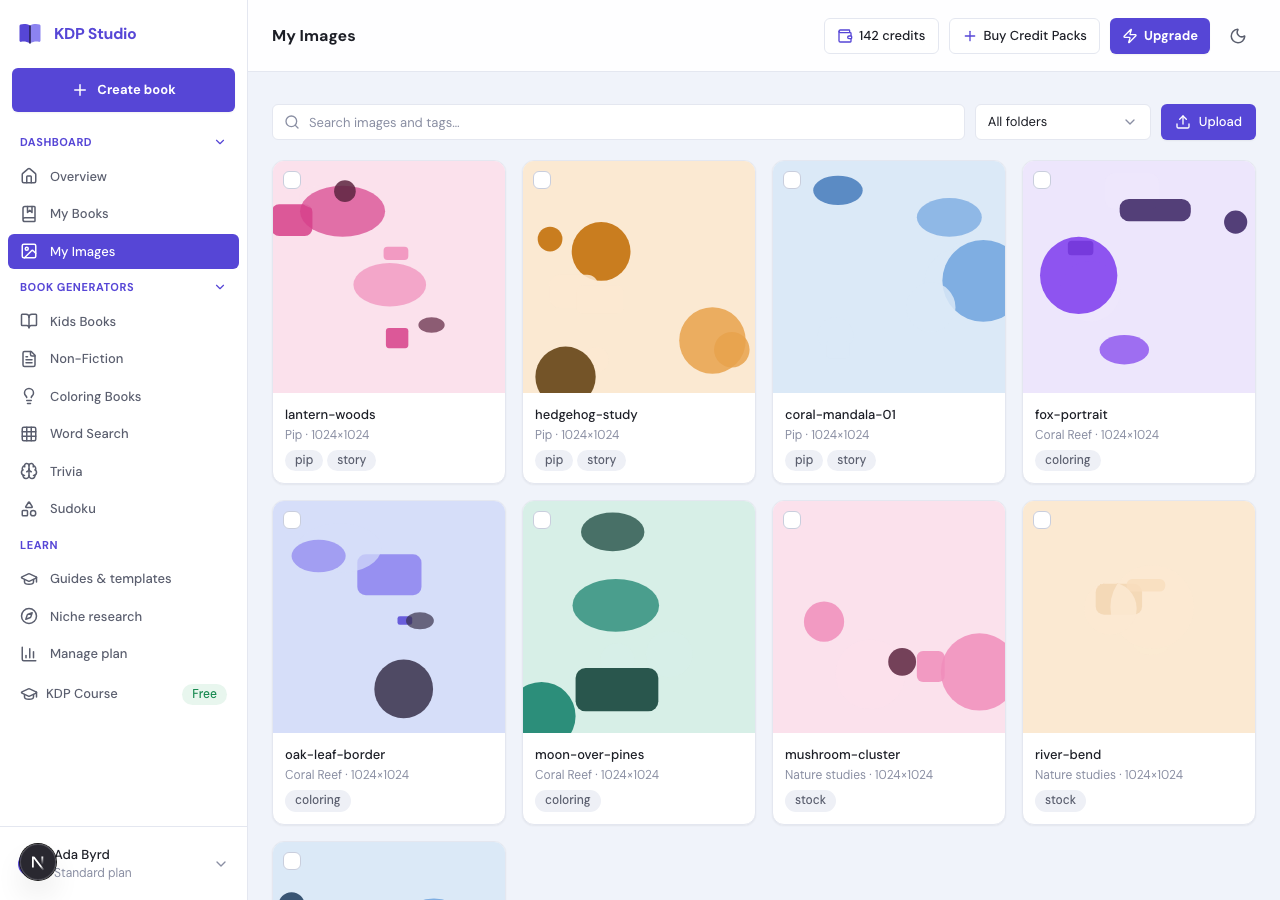 KDP Studio
Create book
DASHBOARD
Overview
My Books
My Images
BOOK GENERATORS
Kids Books
Non-Fiction
Coloring Books
Word Search
Trivia
Sudoku
LEARN
Guides & templates
Niche research
Manage plan
KDP Course
Free
N
Ada Byrd
Standard plan
My Images
142 credits
Buy Credit Packs
Upgrade
Search images and tags...
All folders
Upload
lantern-woods
Pip · 1024×1024
pip story
hedgehog-study
Pip · 1024×1024
pip story
coral-mandala-01
Pip · 1024×1024
pip story
fox-portrait
Coral Reef · 1024×1024
coloring
oak-leaf-border
Coral Reef · 1024×1024
coloring
moon-over-pines
Coral Reef · 1024×1024
coloring
mushroom-cluster
Nature studies · 1024×1024
stock
river-bend
Nature studies · 1024×1024
stock